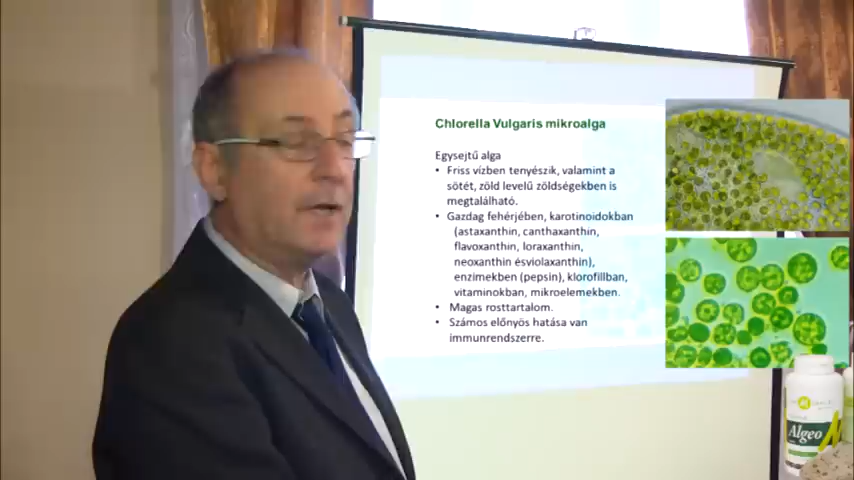 Chlorella Vulgaris mikroalga
Egysejtű alga
• Friss vízben tenyészik, valamint a
sötét, zöld levelű zöldségekben is
megtalálható.
• Gazdag fehérjében, karotinoidokban
(astaxanthin, canthaxanthin,
flavoxanthin, loraxanthin,
neoxanthin ésviolaxanthin),
enzimekben (pepsin), klorofillban,
vitaminokban, mikroelemekben.
• Magas rosttartalom.
• Számos előnyös hatása van
immunrendszerre.
Algeo